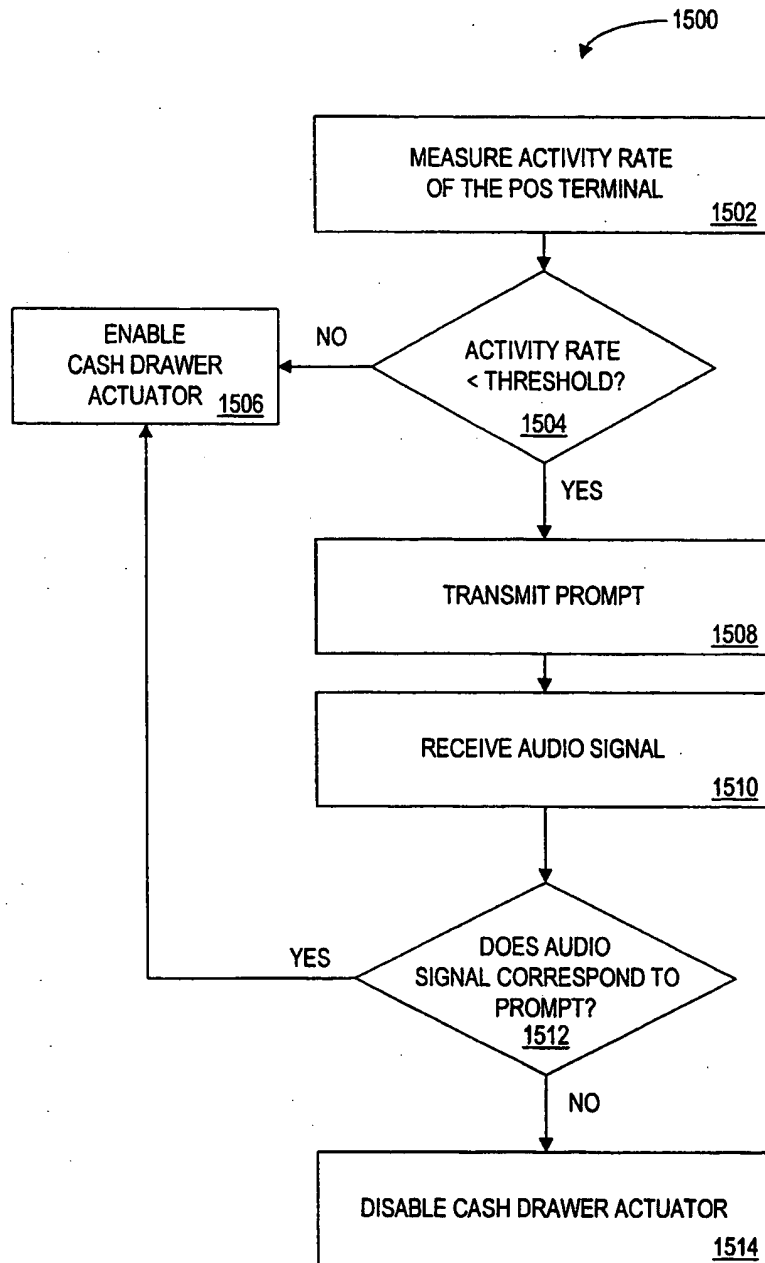 1500
MEASURE ACTIVITY RATE
OF THE POS TERMINAL
1502
ENABLE
CASH DRAWER
ACTUATOR 1506
NO
ACTIVITY RATE
< THRESHOLD?
1504
YES
TRANSMIT PROMPT
1508
RECEIVE AUDIO SIGNAL
1510
YES
DOES AUDIO
SIGNAL CORRESPOND TO
PROMPT?
1512
NO
DISABLE CASH DRAWER ACTUATOR
1514